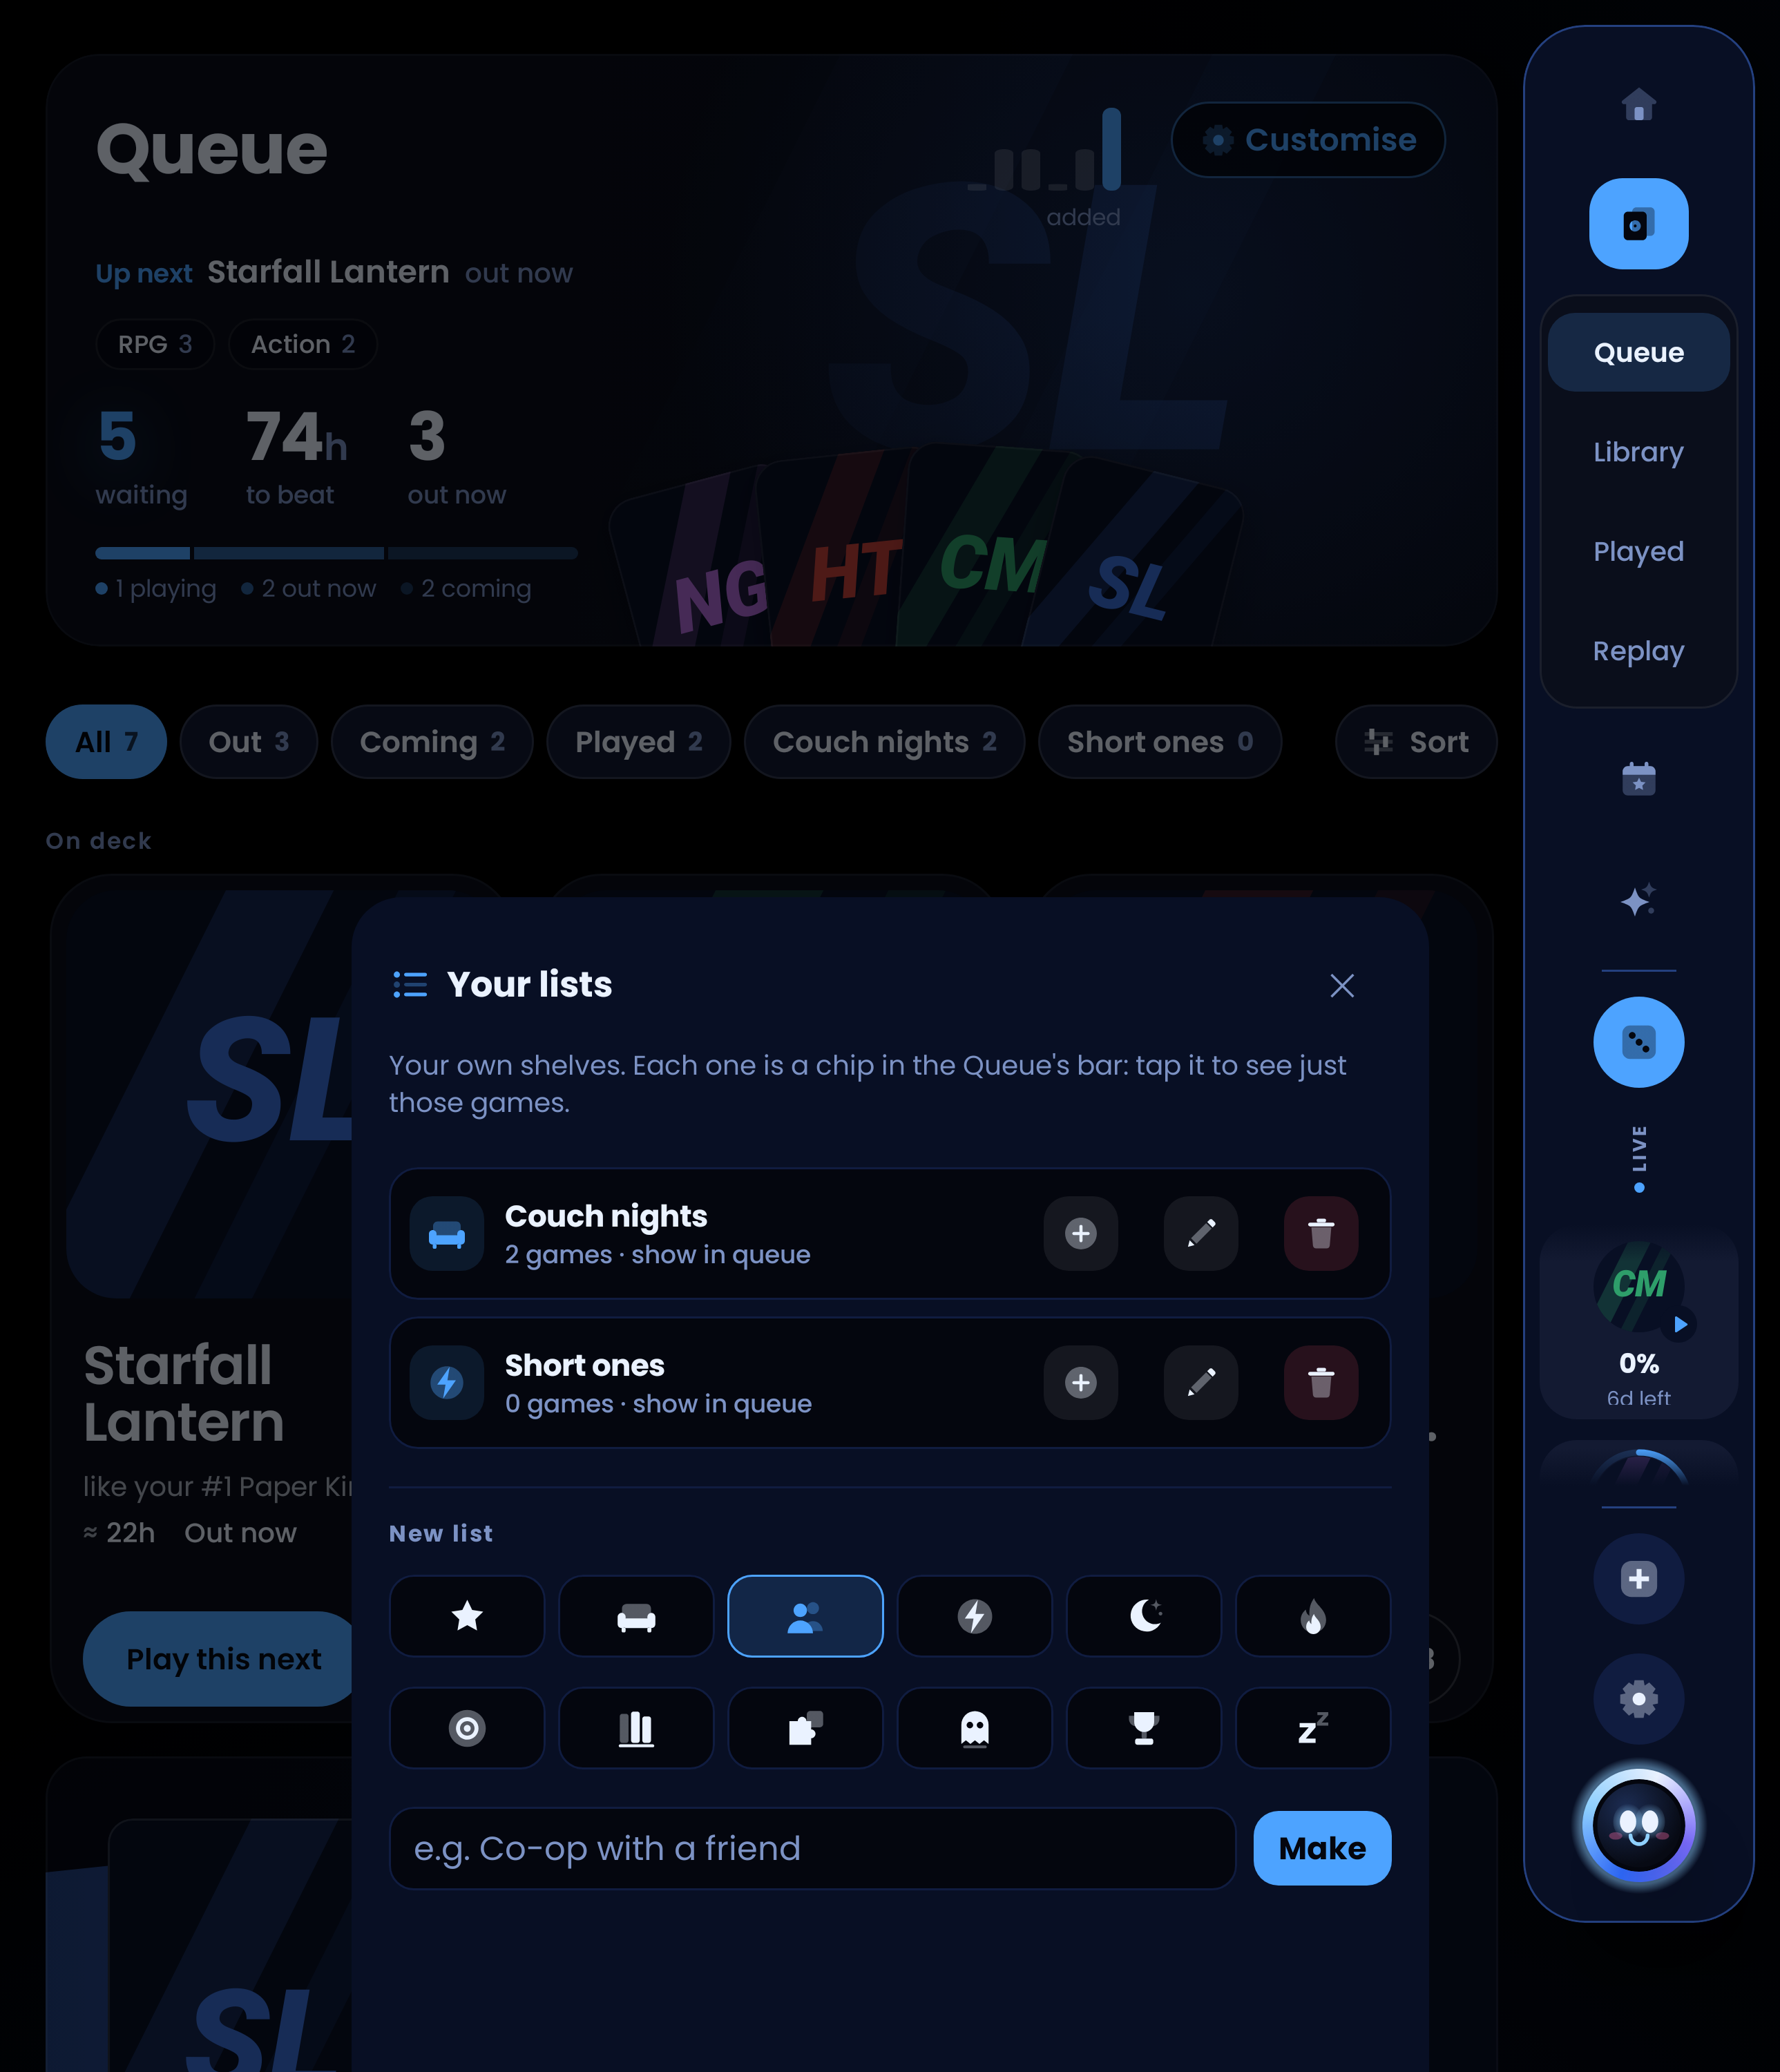 Queue
Customise
added
Up next Starfall Lantern out now
RPG 3 Action 2
SL
5 74h 3
waiting to beat out now
NG HT CM SL
1 playing 2 out now 2 coming
All 7 Out 3 Coming 2 Played 2 Couch nights 2 Short ones 0 Sort
On deck
SL
Starfall
Lantern
like your #1 Paper
≈ 22h Out now
Play this next
SL
Your lists
Your own shelves. Each one is a chip in the Queue's bar: tap it to see just
those games.
Couch nights
2 games · show in queue
Short ones
0 games · show in queue
New list
zz
e.g. Co-op with a friend
Make
Queue
Library
Played
Replay
LIVE
CM
0%
6d left